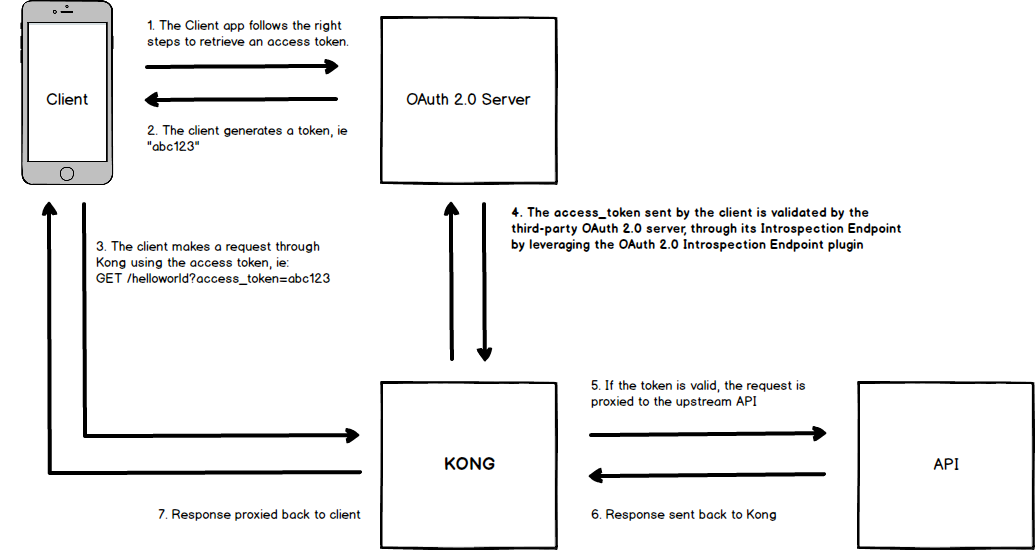 1. The Client app follows the right
steps to retrieve an access token.
Client
OAuth 2.0 Server
2. The client generates a token, ie
"abc123"
4. The access_token sent by the client is validated by the
third-party OAuth 2.0 server, through its Introspection Endpoint
by leveraging the OAuth 2.0 Introspection Endpoint plugin
3. The client makes a request through
Kong using the access token, ie:
GET /helloworld?access_token=abc123
5. If the token is valid, the request is
proxied to the upstream API
KONG
API
7. Response proxied back to client
6. Response sent back to Kong